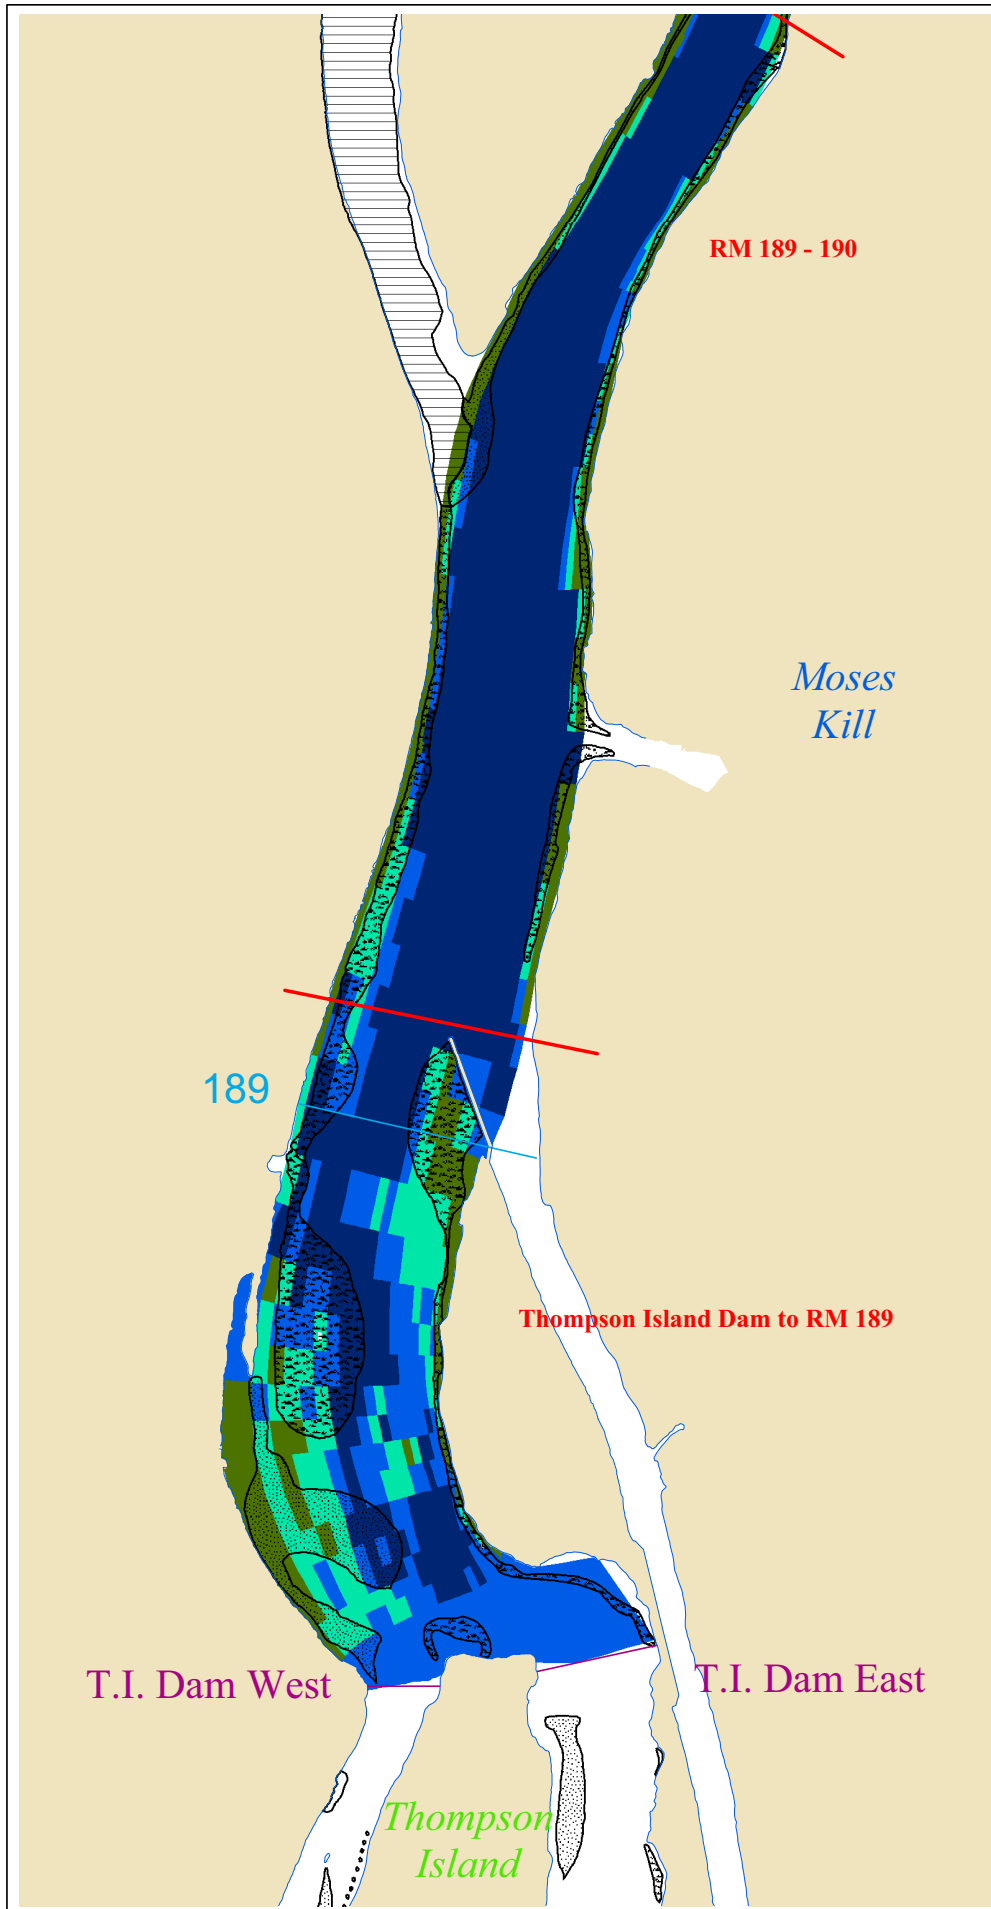 RM 189 - 190
Moses
Kill
189
Thompson Island Dam to RM 189
T.I. Dam West
T.I. Dam East
Thompson
Island